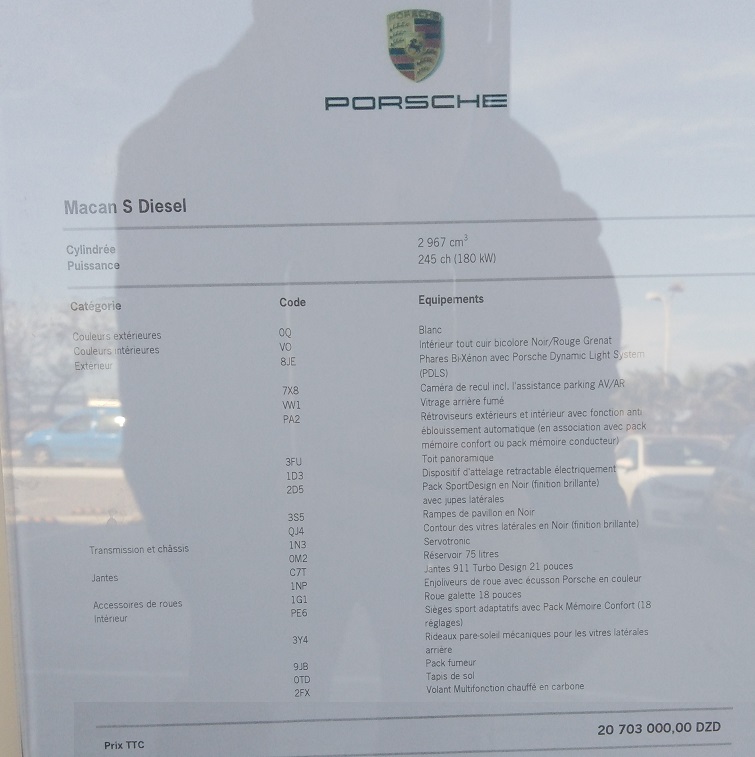 PORSCHE
PORSCHE
Macan S Diesel
Cylindrée 2 967 cm³
Puissance 245 ch (180 kW)
Catégorie Code Equipements
Couleurs extérieures 0Q Blanc
Couleurs intérieures VO Intérieur tout cuir bicolore Noir/Rouge Grenat
Exterieur 8JE Phares Bi-Xénon avec Porsche Dynamic Light System
(PDLS)
7X8 Caméra de recul incl. l'assistance parking AV/AR
VW1 Vitrage arrière fumé
PA2 Rétroviseurs extérieurs et intérieur avec fonction anti
éblouissement automatique (en association avec pack
mémoire confort ou pack mémoire conducteur)
3FU Toit panoramique
1D3 Dispositif d'attelage retractable électriquement
2D5 Pack SportDesign en Noir (finition brillante)
avec jupes latérales
3S5 Rampes de pavillon en Noir
QJ4 Contour des vitres latérales en Noir (finition brillante)
Transmission et châssis 1N3 Servotronic
0M2 Réservoir 75 litres
Jantes C7T Jantes 911 Turbo Design 21 pouces
1NP Enjoliveurs de roue avec écusson Porsche en couleur
Accessoires de roues 1G1 Roue galette 18 pouces
Intérieur PE6 Sièges sport adaptatifs avec Pack Mémoire Confort (18
réglages)
3Y4 Rideaux pare-soleil mécaniques pour les vitres latérales
arrière
9JB Pack fumeur
0TD Tapis de sol
2FX Volant Multifonction chauffé en carbone
Prix TTC 20 703 000,00 DZD